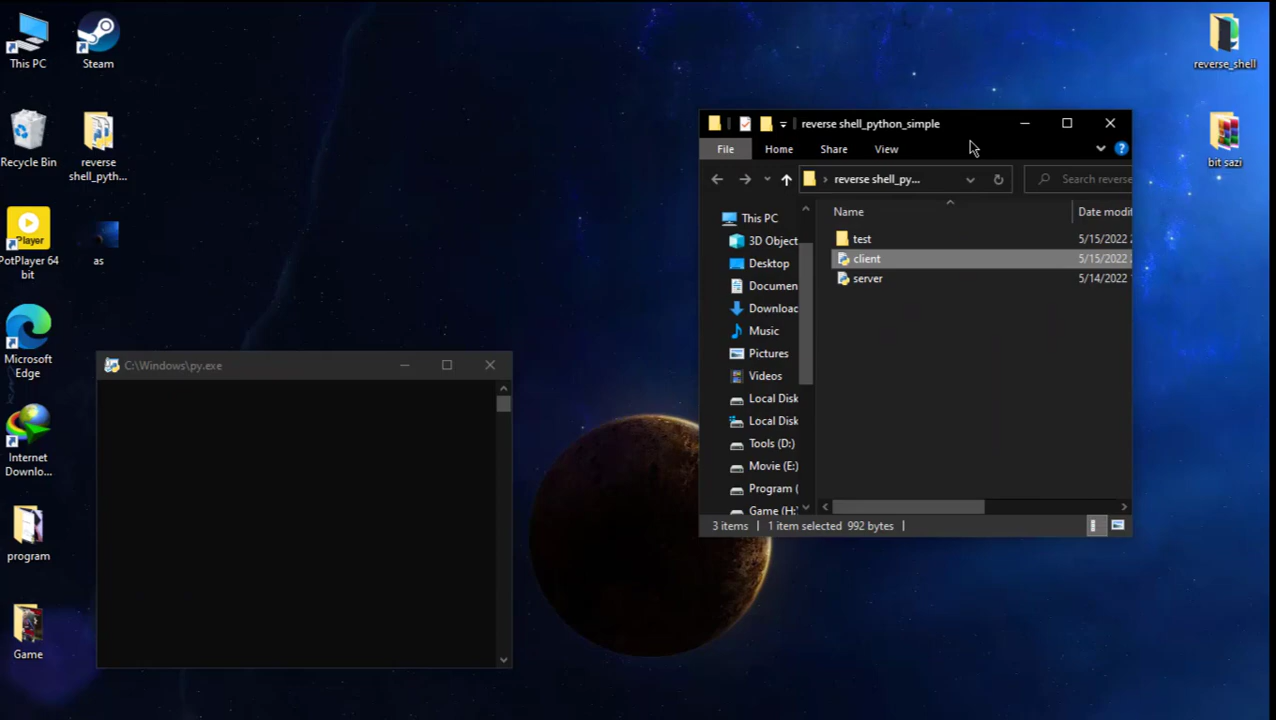 This PC
Steam
Recycle Bin
reverse
shell_pyth...
Player
PotPlayer 64
bit
as
Microsoft
Edge
Internet
Downlo...
program
Game
reverse_shell
bit sazi
C:\Windows\py.exe
reverse shell_python_simple
File
Home
Share
View
reverse shell_py...
Search reverse
Name
Date modif
This PC
3D Object
Desktop
Documen
Downloac
Music
Pictures
Videos
Local Disk
Local Disk
Tools (D:)
Movie (E:)
Program (
Game (H:)
test
5/15/2022 2
client
5/15/2022
server
5/14/2022
3 items
1 item selected 992 bytes